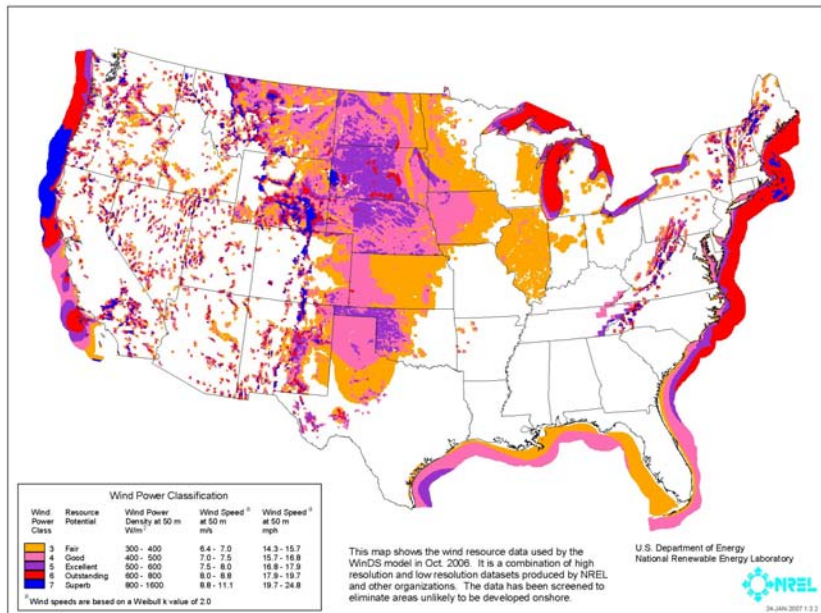 Wind Power Classification
Wind Power Class Resource Potential Wind Power Density at 50 m W/m² Wind Speed a at 50 m m/s Wind Speed a at 50 m mph
3 Fair 300 - 400 6.4 - 7.0 14.3 - 15.7
4 Good 400 - 500 7.0 - 7.5 15.7 - 16.8
5 Excellent 500 - 600 7.5 - 8.0 16.8 - 17.9
6 Outstanding 600 - 800 8.0 - 8.8 17.9 - 19.7
7 Superb 800 - 1600 8.8 - 11.1 19.7 - 24.8
a Wind speeds are based on a Weibull k value of 2.0
This map shows the wind resource data used by the
WinDS model in Oct. 2006. It is a combination of high
resolution and low resolution datasets produced by NREL
and other organizations. The data has been screened to
eliminate areas unlikely to be developed onshore.
U.S. Department of Energy
National Renewable Energy Laboratory
NREL
24-JAN-2007 1.3.2